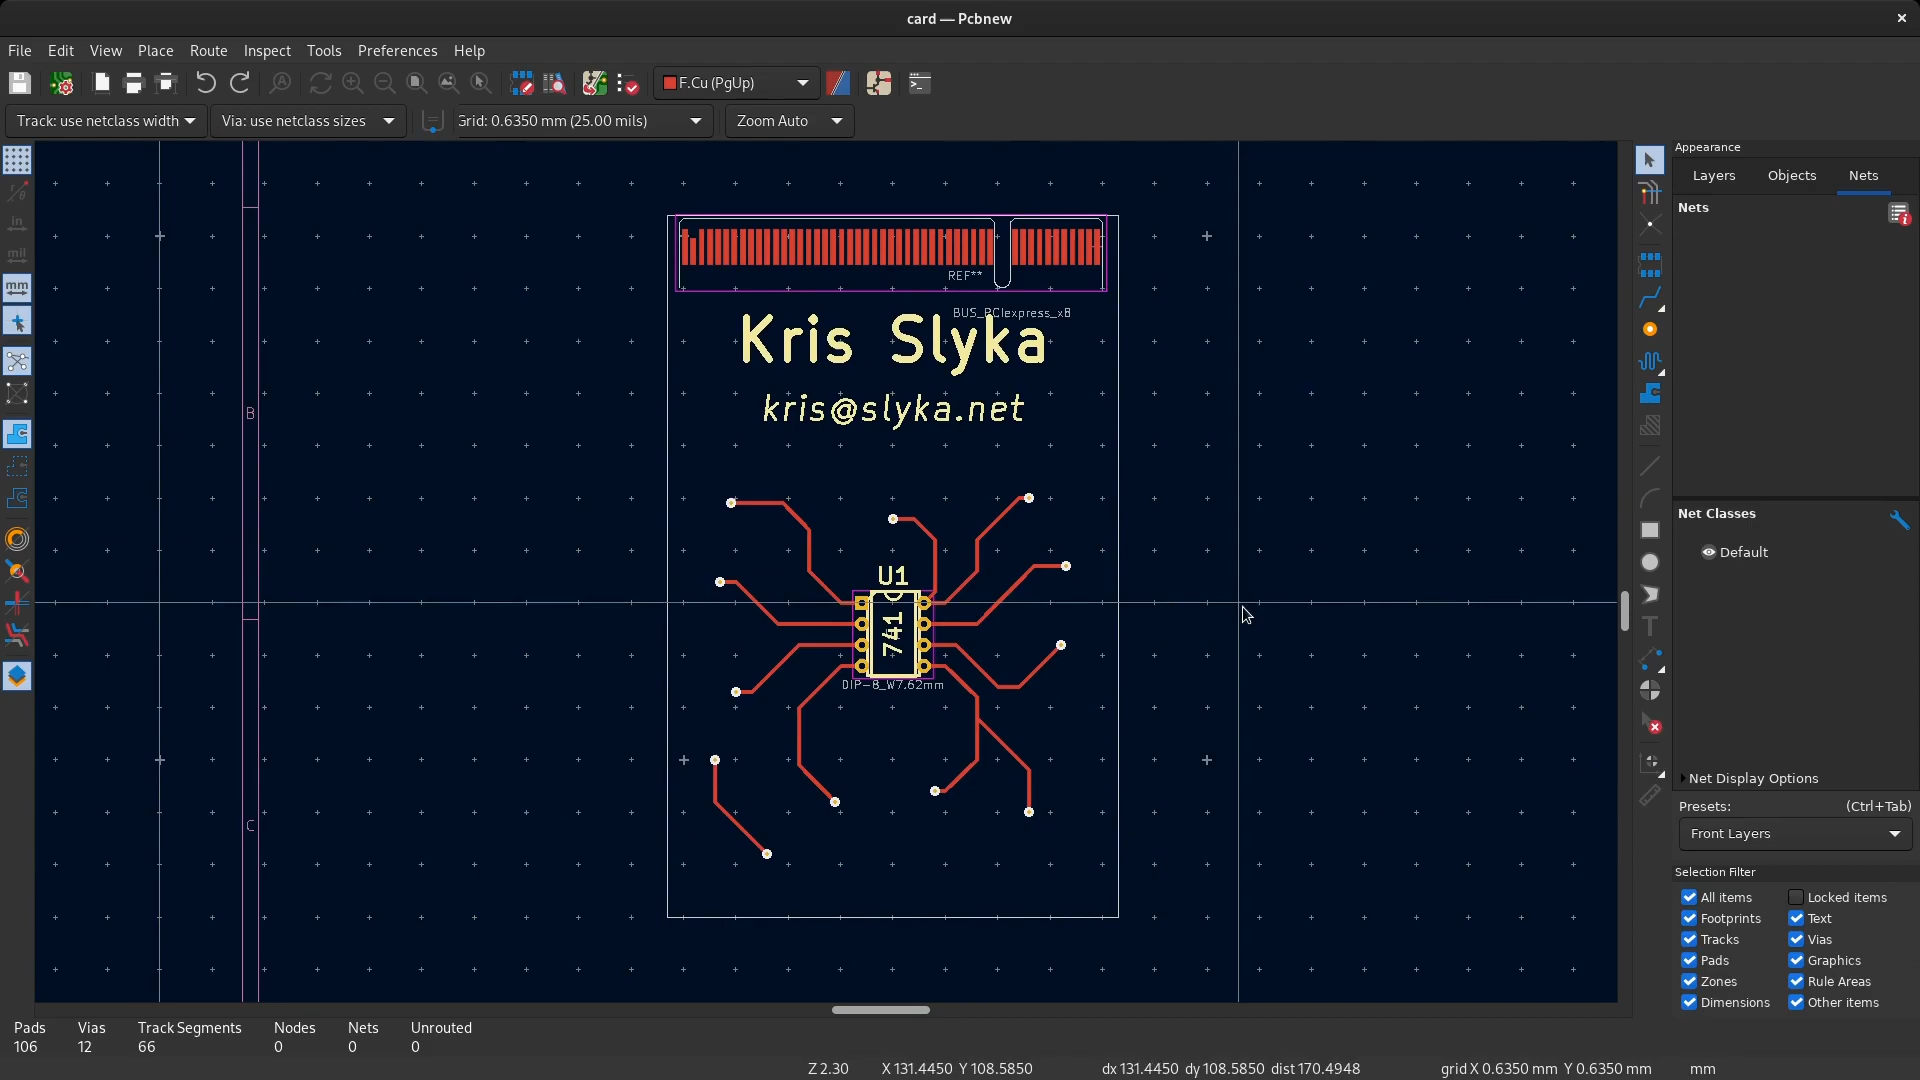 card — Pcbnew
File Edit View Place Route Inspect Tools Preferences Help
F.Cu (PgUp)
Track: use netclass width Via: use netclass sizes Grid: 0.6350 mm (25.00 mils) Zoom Auto
in
mil
mm
Appearance
Layers Objects Nets
Nets
REF**
BUS_PCIexpress_x8
Kris Slyka
kris@slyka.net
B
U1
741
DIP-8_W7.62mm
C
Net Classes
Default
Net Display Options
Presets: (Ctrl+Tab)
Front Layers
Selection Filter
All items Locked items
Footprints Text
Tracks Vias
Pads Graphics
Zones Rule Areas
Dimensions Other items
Pads Vias Track Segments Nodes Nets Unrouted
106 12 66 0 0 0
Z 2.30 X 131.4450 Y 108.5850 dx 131.4450 dy 108.5850 dist 170.4948 grid X 0.6350 mm Y 0.6350 mm mm